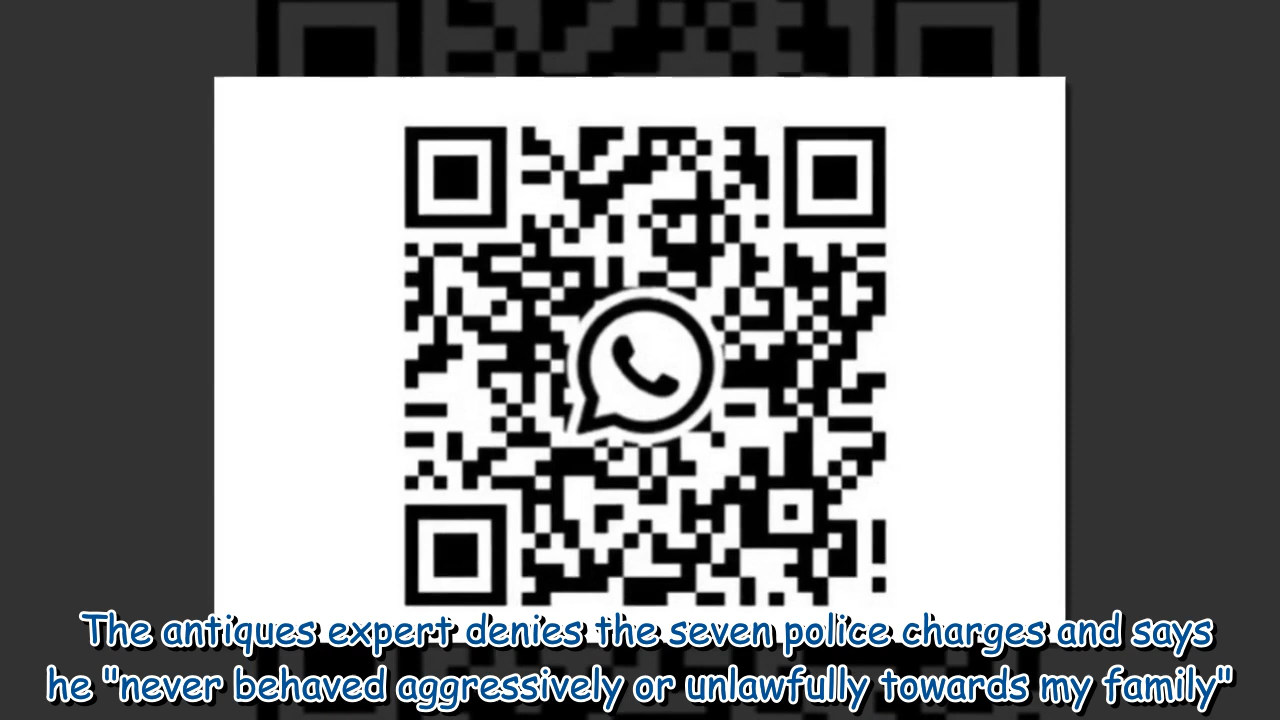 The antiques expert denies the seven police charges and says
he "never behaved aggressively or unlawfully towards my family"